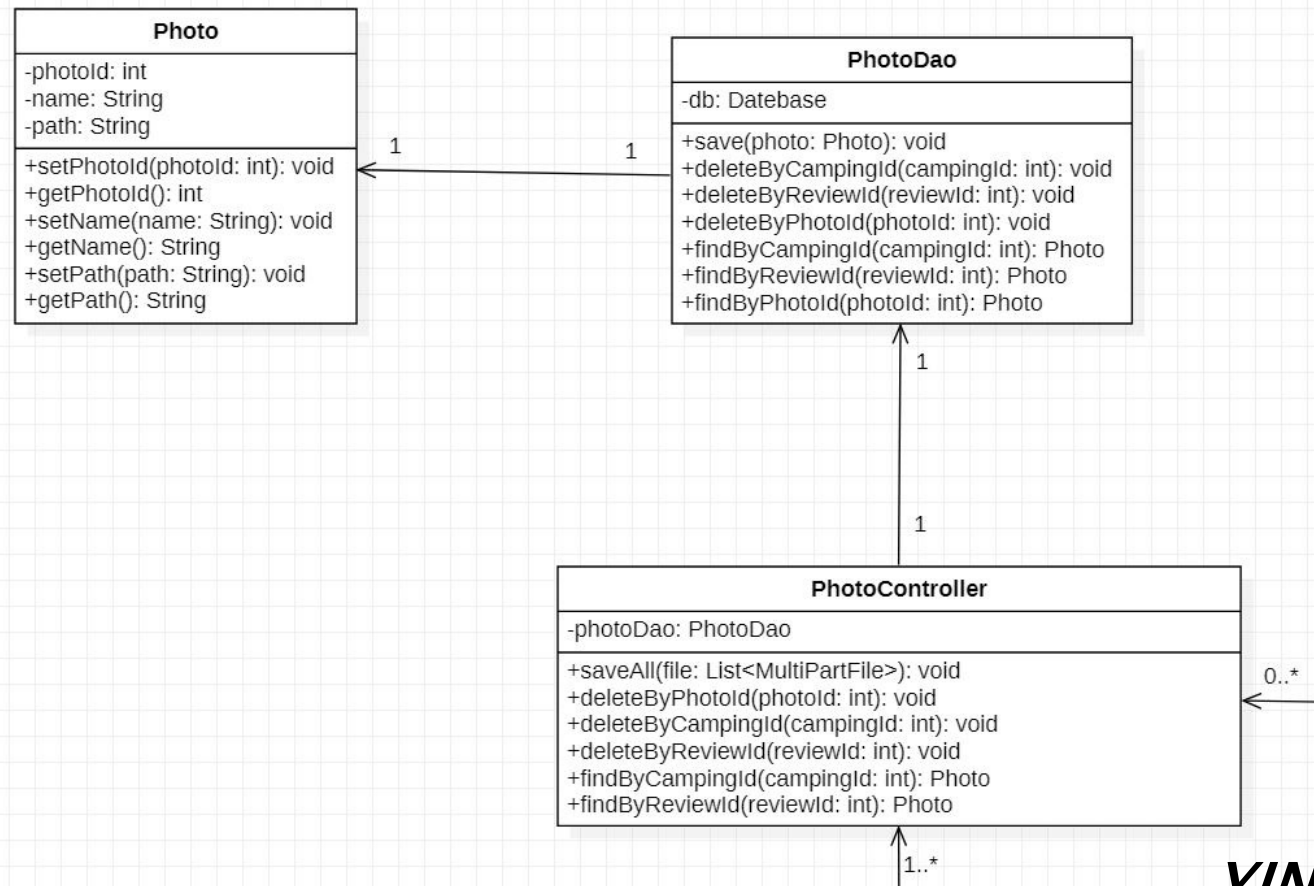 Photo
-photoId: int
-name: String
-path: String
+setPhotoId(photoId: int): void
+getPhotoId(): int
+setName(name: String): void
+getName(): String
+setPath(path: String): void
+getPath(): String
1
1
PhotoDao
-db: Datebase
+save(photo: Photo): void
+deleteByCampingId(campingId: int): void
+deleteByReviewId(reviewId: int): void
+deleteByPhotoId(photoId: int): void
+findByCampingId(campingId: int): Photo
+findByReviewId(reviewId: int): Photo
+findByPhotoId(photoId: int): Photo
1
1
PhotoController
-photoDao: PhotoDao
+saveAll(file: List<MultiPartFile>): void
+deleteByPhotoId(photoId: int): void
+deleteByCampingId(campingId: int): void
+deleteByReviewId(reviewId: int): void
+findByCampingId(campingId: int): Photo
+findByReviewId(reviewId: int): Photo
0..*
1..*